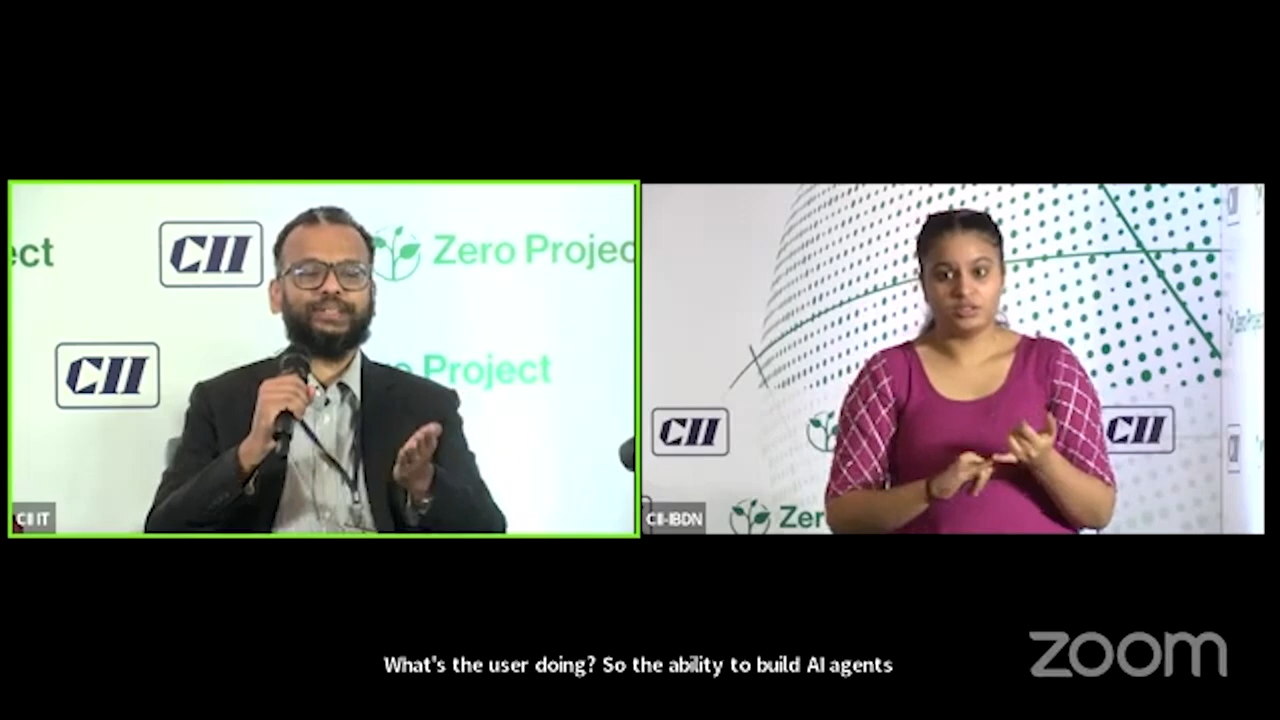 ect
CII
Zero Projec
CII
e Project
CII IT
CII
CII
Zer
CII-IBDN
What's the user doing? So the ability to build AI agents
zoom